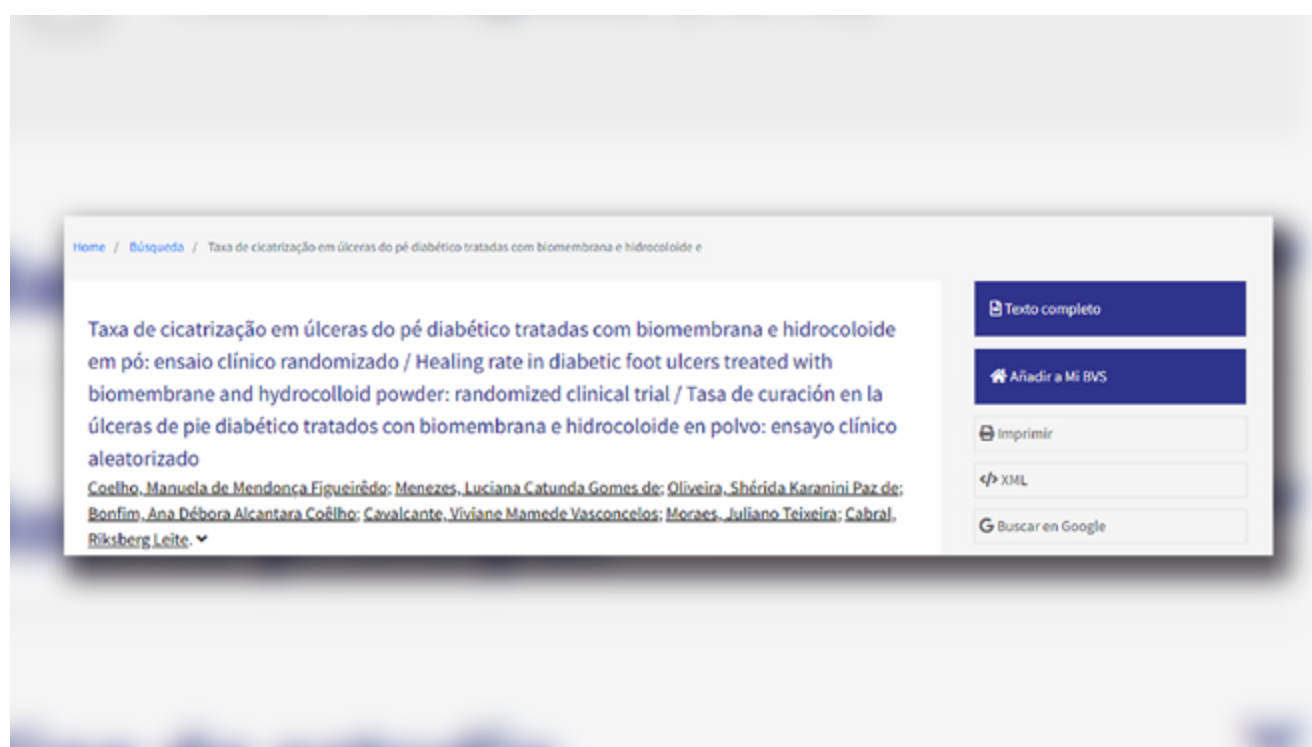 Home / Búsqueda / Taxa de cicatrização em úlceras do pé diabético tratadas com biomembrana e hidrocoloide e
Taxa de cicatrização em úlceras do pé diabético tratadas com biomembrana e hidrocoloide
em pó: ensaio clínico randomizado / Healing rate in diabetic foot ulcers treated with
biomembrane and hydrocolloid powder: randomized clinical trial / Tasa de curación en la
úlceras de pie diabético tratados con biomembrana e hidrocoloide en polvo: ensayo clínico
aleatorizado
Coelho, Manuela de Mendonça Figueirêdo; Menezes, Luciana Catunda Gomes de; Oliveira, Shérida Karanini Paz de;
Bonfim, Ana Débora Alcantara Coêlho; Cavalcante, Viviane Mamede Vasconcelos; Moraes, Juliano Teixeira; Cabral,
Riksberg Leite.
Texto completo
Añadir a Mi BVS
Imprimir
</> XML
Buscar en Google